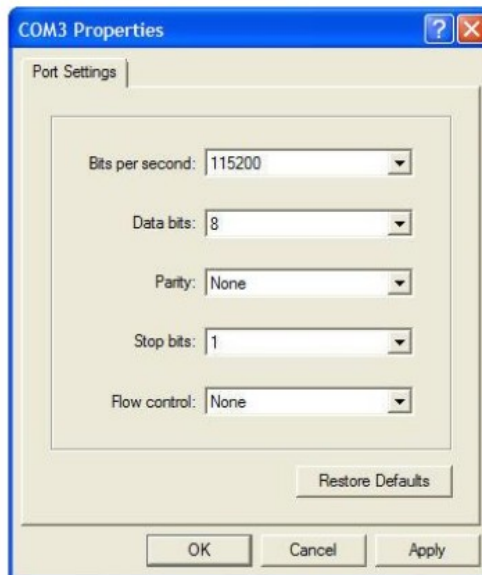 COM3 Properties
Port Settings
Bits per second: 115200
Data bits: 8
Parity: None
Stop bits: 1
Flow control: None
Restore Defaults
OK Cancel Apply